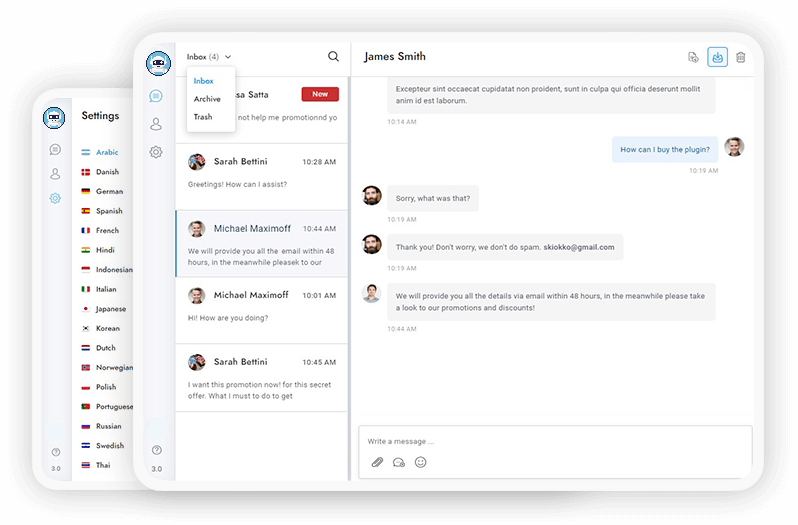 Settings
Arabic
Danish
German
Spanish
French
Hindi
Indonesian
Italian
Japanese
Korean
Dutch
Norwegian
Polish
Portuguese
Russian
Swedish
Thai
3.0
Inbox (4)
Inbox
Archive
Trash
ssa Satta
New
not help me promotionnd yo
Sarah Bettini
10:28 AM
Greetings! How can I assist?
Michael Maximoff
10:44 AM
We will provide you all the email within 48
hours, in the meanwhile pleasek to our
Michael Maximoff
10:01 AM
Hi! How are you doing?
Sarah Bettini
10:45 AM
I want this promotion now! for this secret
offer. What I must to do to get
3.0
James Smith
Excepteur sint occaecat cupidatat non proident, sunt in culpa qui officia deserunt mollit
anim id est laborum.
10:14 AM
How can I buy the plugin?
10:19 AM
Sorry, what was that?
10:19 AM
Thank you! Don't worry, we don't do spam. skiokko@gmail.com
10:19 AM
We will provide you all the details via email within 48 hours, in the meanwhile please take
a look to our promotions and discounts!
10:44 AM
Write a message ...